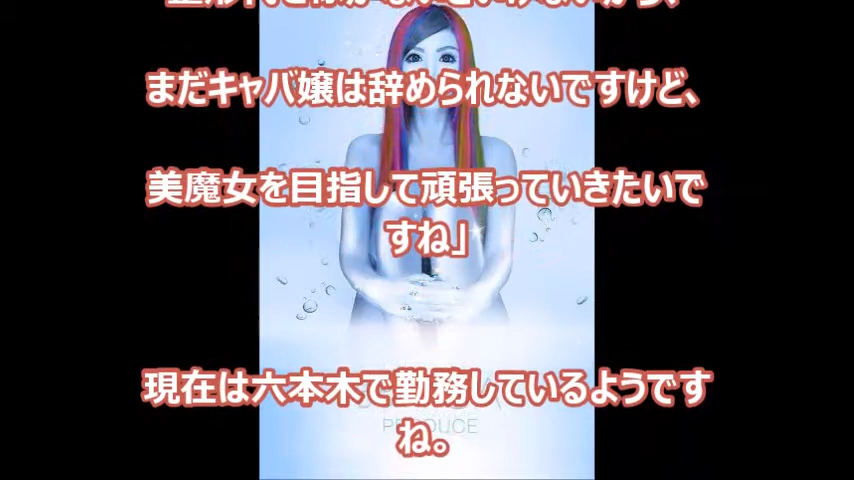 まだキャバ嬢は辞められないですけど、
美魔女を目指して頑張っていきたいで
すね」
現在は六本木で勤務しているようです
PRODUCE
ね。